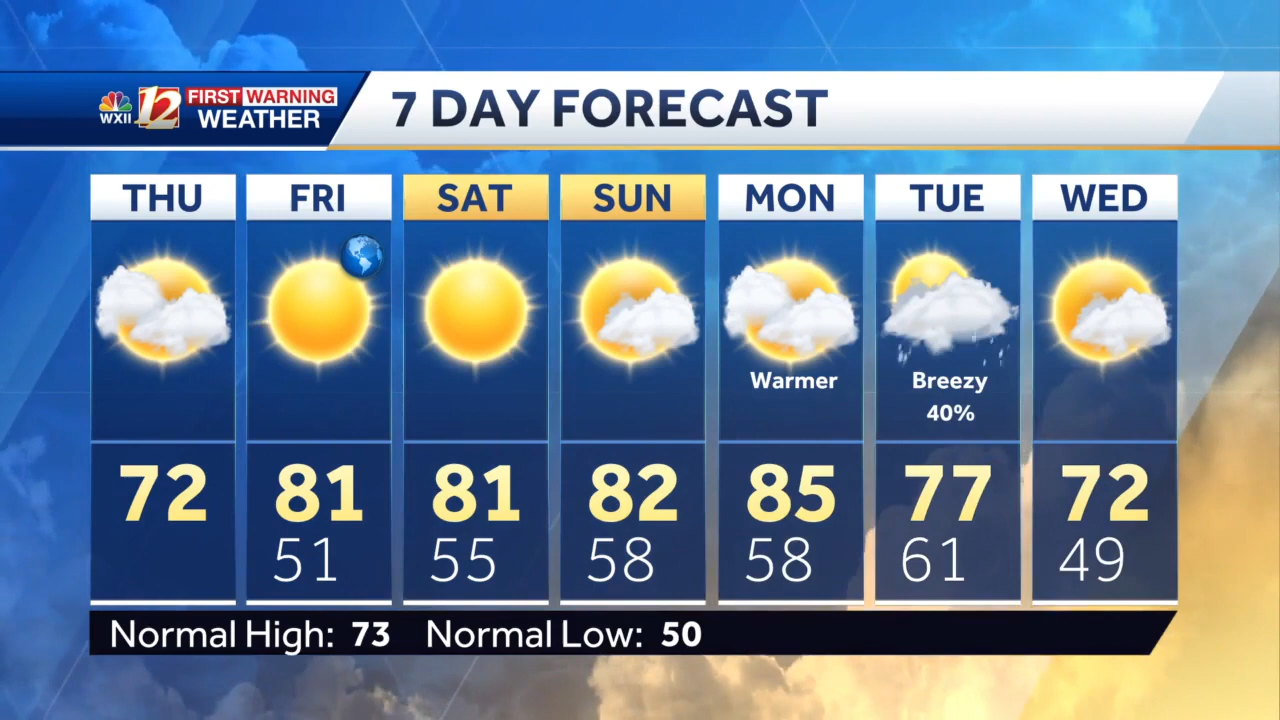 WXII 12 FIRST WARNING
WEATHER
7 DAY FORECAST
THU FRI SAT SUN MON TUE WED
Warmer Breezy
40%
72 81 81 82 85 77 72
51 55 58 58 61 49
Normal High: 73 Normal Low: 50